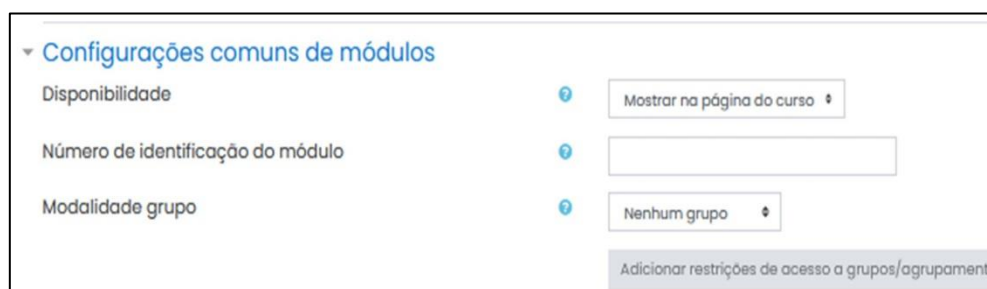 Configurações comuns de módulos
Disponibilidade Mostrar na página do curso
Número de identificação do módulo
Modalidade grupo Nenhum grupo
Adicionar restrições de acesso a grupos/agrupament